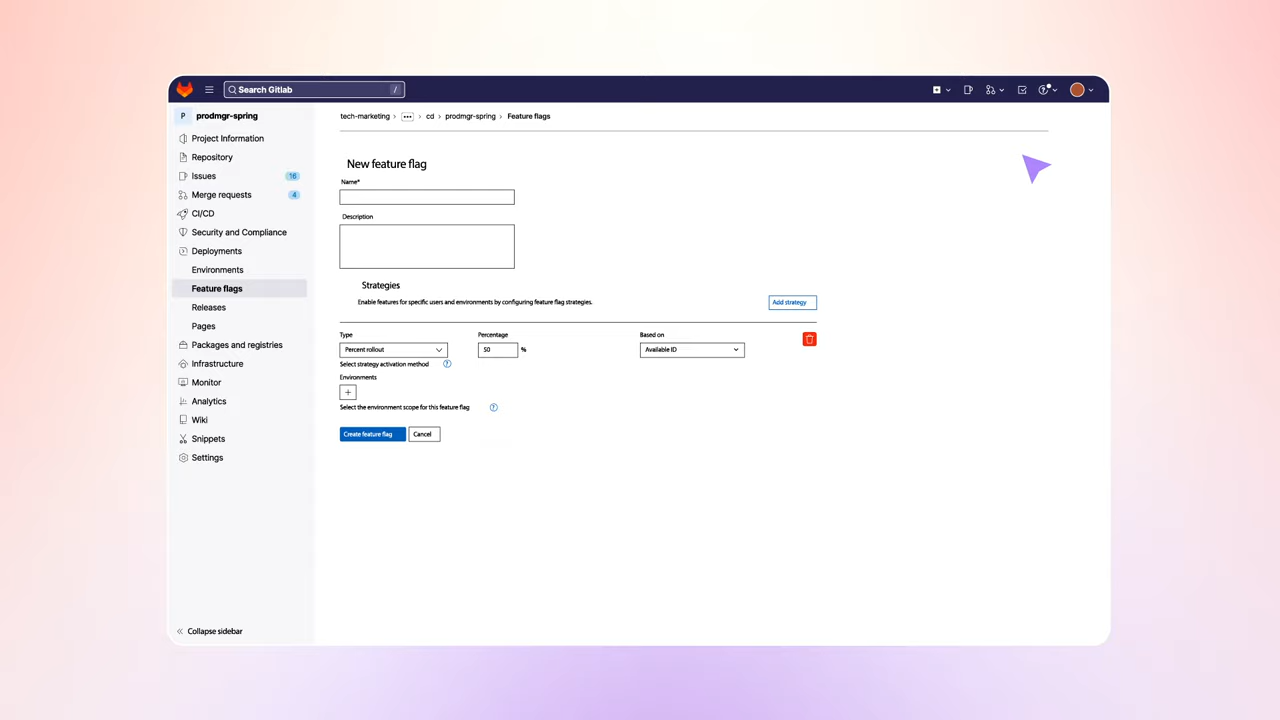 Search Gitlab /
P prodmgr-spring
Project Information
Repository
Issues 16
Merge requests 4
CI/CD
Security and Compliance
Deployments
Environments
Feature flags
Releases
Pages
Packages and registries
Infrastructure
Monitor
Analytics
Wiki
Snippets
Settings
Collapse sidebar
tech-marketing › ••• › cd › prodmgr-spring › Feature flags
New feature flag
Name*
Description
Strategies
Enable features for specific users and environments by configuring feature flag strategies.
Add strategy
Type Percentage Based on
Percent rollout 50 % Available ID
Select strategy activation method ?
Environments
+
Select the environment scope for this feature flag ?
Create feature flag Cancel